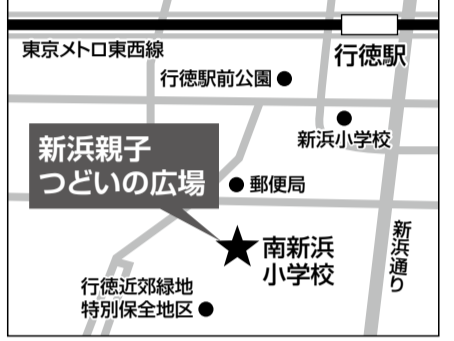 東京メトロ東西線
行徳駅
行徳駅前公園
新浜小学校
新浜親子
つどいの広場
郵便局
南新浜
小学校
新浜通り
行徳近郊緑地
特別保全地区